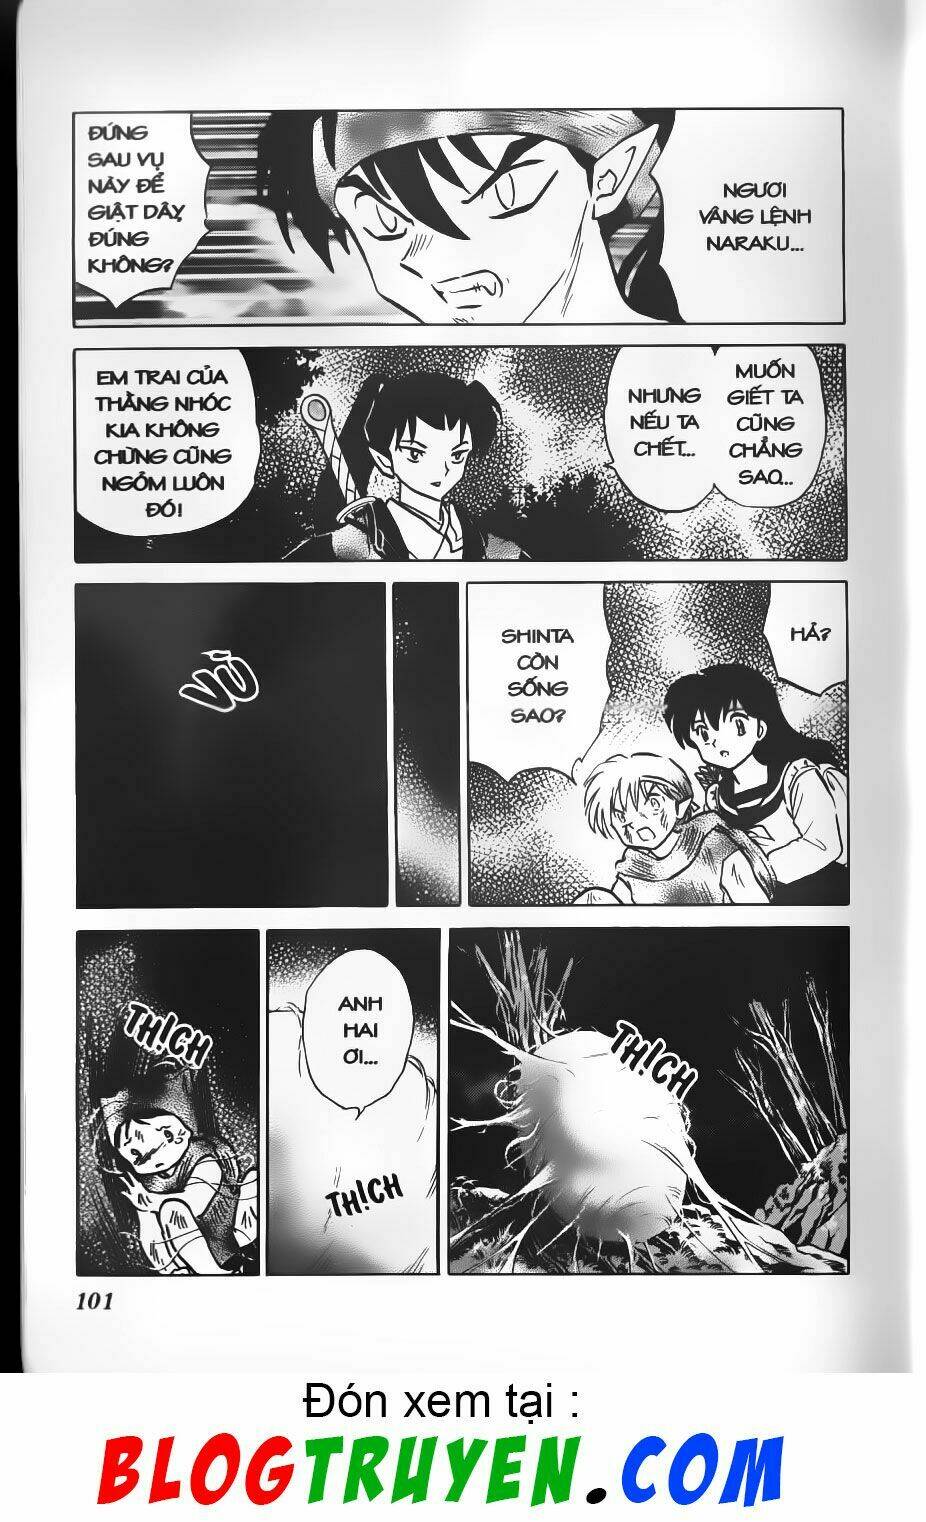 NGƯƠI
VÂNG LỆNH
NARAKU...
ĐỨNG
SAU VỤ
NÀY ĐỂ
GIẬT DÂY,
ĐÚNG
KHÔNG?
MUỐN
GIẾT TA
CŨNG
CHẲNG
SAO...
NHƯNG
NẾU TA
CHẾT...
EM TRAI CỦA
THẰNG NHÓC
KIA KHÔNG
CHỪNG CŨNG
NGỎM LUÔN
ĐÓ!
HẢ?
SHINTA
CÒN
SỐNG
SAO?
VÙ
THỊCH
ANH
HAI
ƠI...
THỊCH
THỊCH
101
Đón xem tại :
BLOGTRUYEN.COM